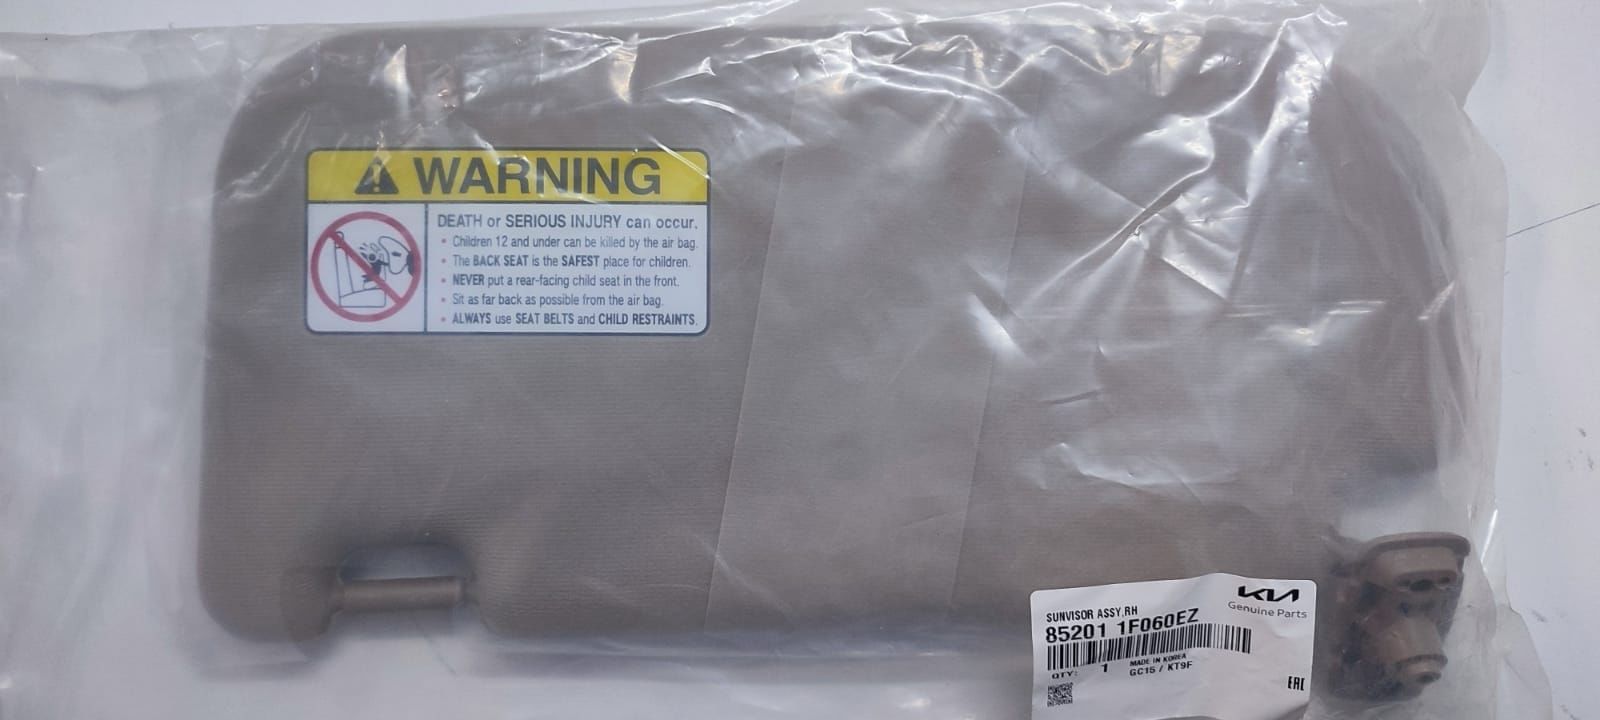 WARNING
DEATH or SERIOUS INJURY can occur.
• Children 12 and under can be killed by the air bag.
• The BACK SEAT is the SAFEST place for children.
• NEVER put a rear-facing child seat in the front.
• Sit as far back as possible from the air bag.
• ALWAYS use SEAT BELTS and CHILD RESTRAINTS.
KIA
Genuine Parts
SUNVISOR ASSY,RH
85201 1F060EZ
QTY: 1 MADE IN KOREA
GC15 / KT9F
EAC